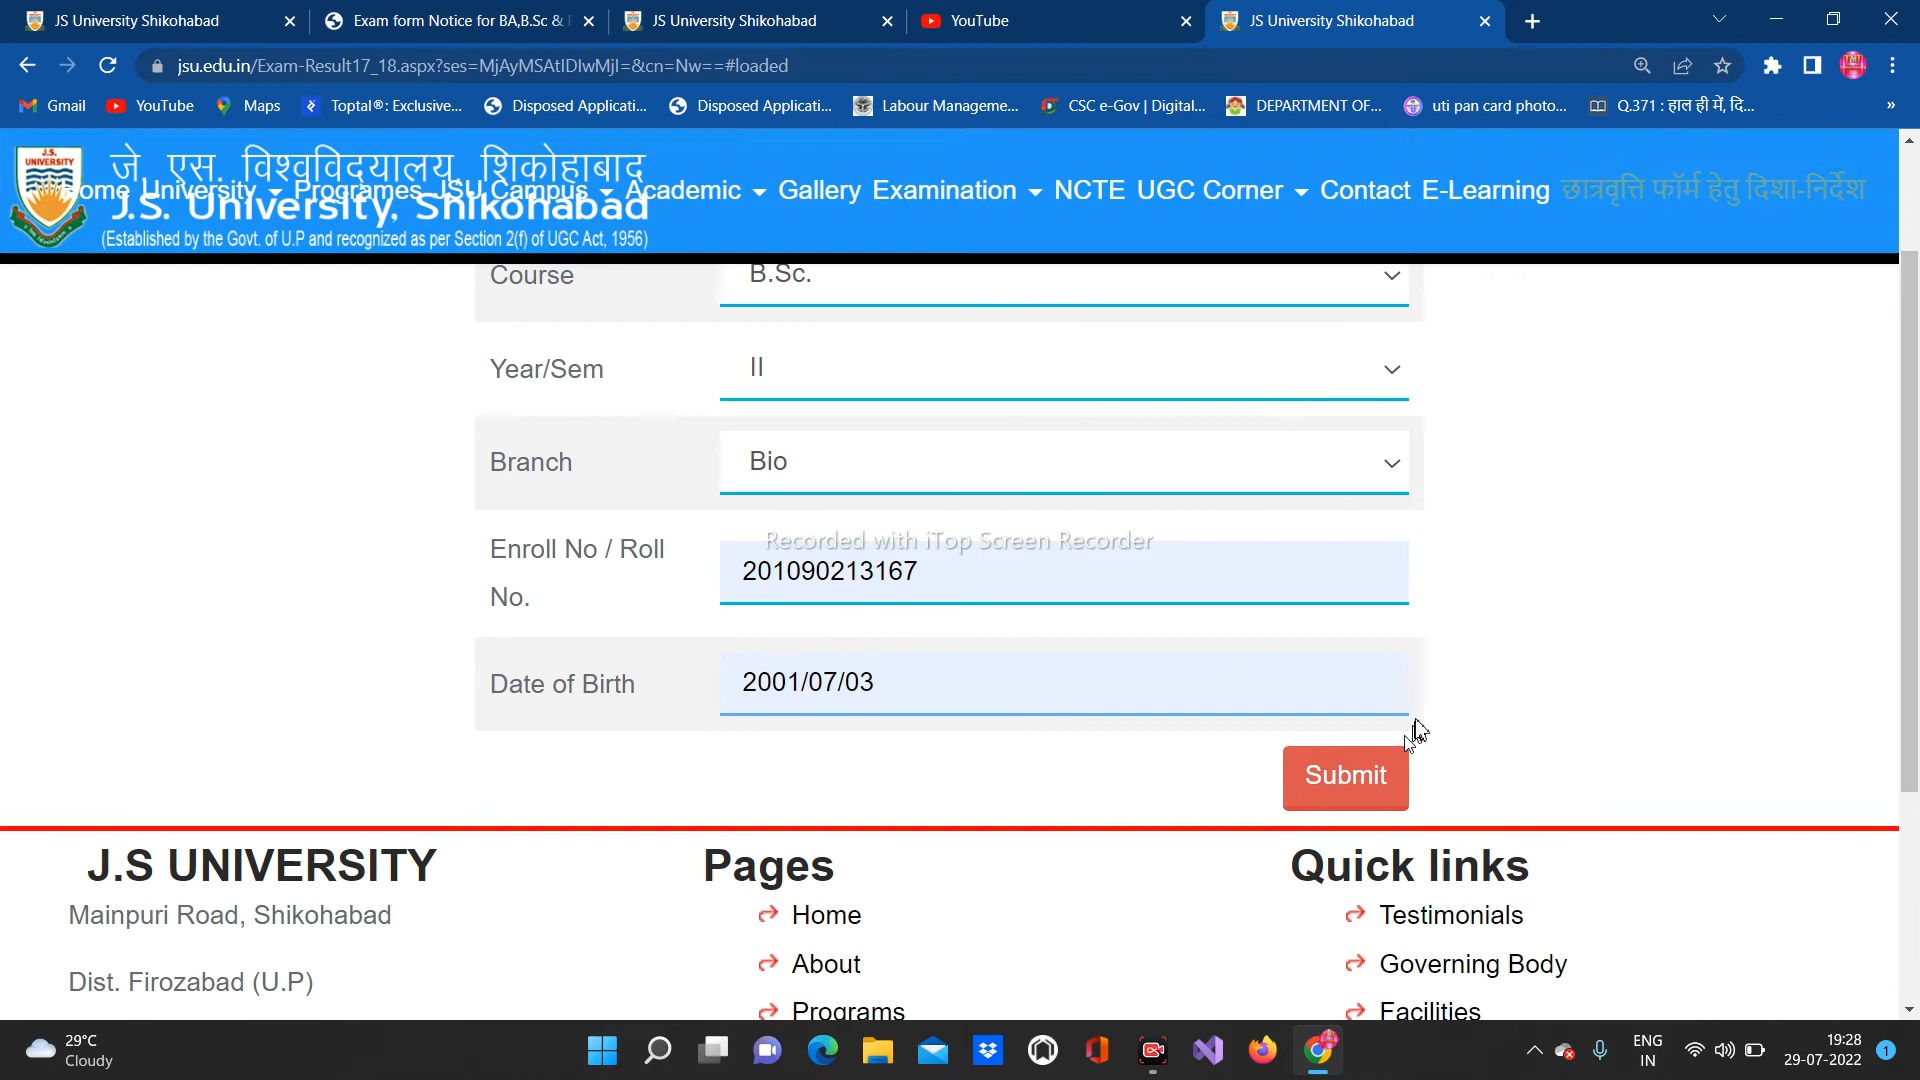 JS University Shikohabad
Exam form Notice for BA,B.Sc &
JS University Shikohabad
YouTube
JS University Shikohabad
jsu.edu.in/Exam-Result17_18.aspx?ses=MjAyMSAtIDIwMjI=&cn=Nw==#loaded
Gmail
YouTube
Maps
Toptal®: Exclusive...
Disposed Applicati...
Disposed Applicati...
Labour Manageme...
CSC e-Gov | Digital...
DEPARTMENT OF...
uti pan card photo...
Q.371 : हाल ही में, दि...
»
J.S.
UNIVERSITY
जे. एस. विश्वविद्यालय, शिकोहाबाद
Home University Programes JSU Campus Academic Gallery Examination NCTE UGC Corner Contact E-Learning छात्रवृत्ति फॉर्म हेतु दिशा-निर्देश
J.S. University, Shikohabad
(Established by the Govt. of U.P and recognized as per Section 2(f) of UGC Act, 1956)
Course
B.Sc.
Year/Sem
II
Branch
Bio
Recorded with iTop Screen Recorder
Enroll No / Roll
No.
201090213167
Date of Birth
2001/07/03
Submit
J.S UNIVERSITY
Mainpuri Road, Shikohabad
Dist. Firozabad (U.P)
Pages
Home
About
Programs
Quick links
Testimonials
Governing Body
Facilities
29°C
Cloudy
ENG
IN
19:28
29-07-2022
1